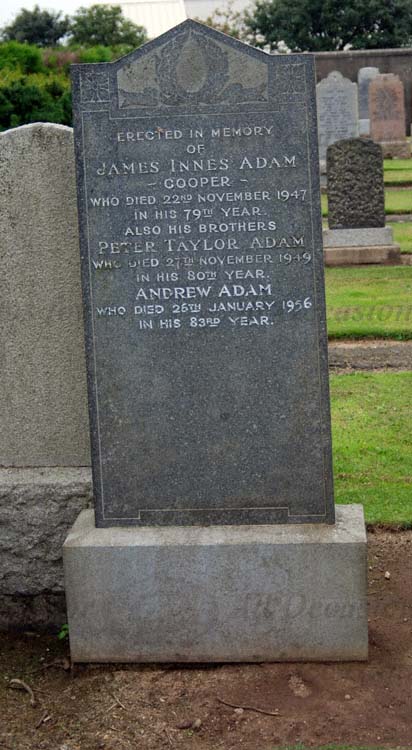 ERECTED IN MEMORY
OF
JAMES INNES ADAM
- COOPER -
WHO DIED 22ND NOVEMBER 1947
IN HIS 79TH YEAR.
ALSO HIS BROTHERS
PETER TAYLOR ADAM
WHO DIED 27TH NOVEMBER 1949
IN HIS 80TH YEAR.
ANDREW ADAM
WHO DIED 26TH JANUARY 1956
IN HIS 83RD YEAR.